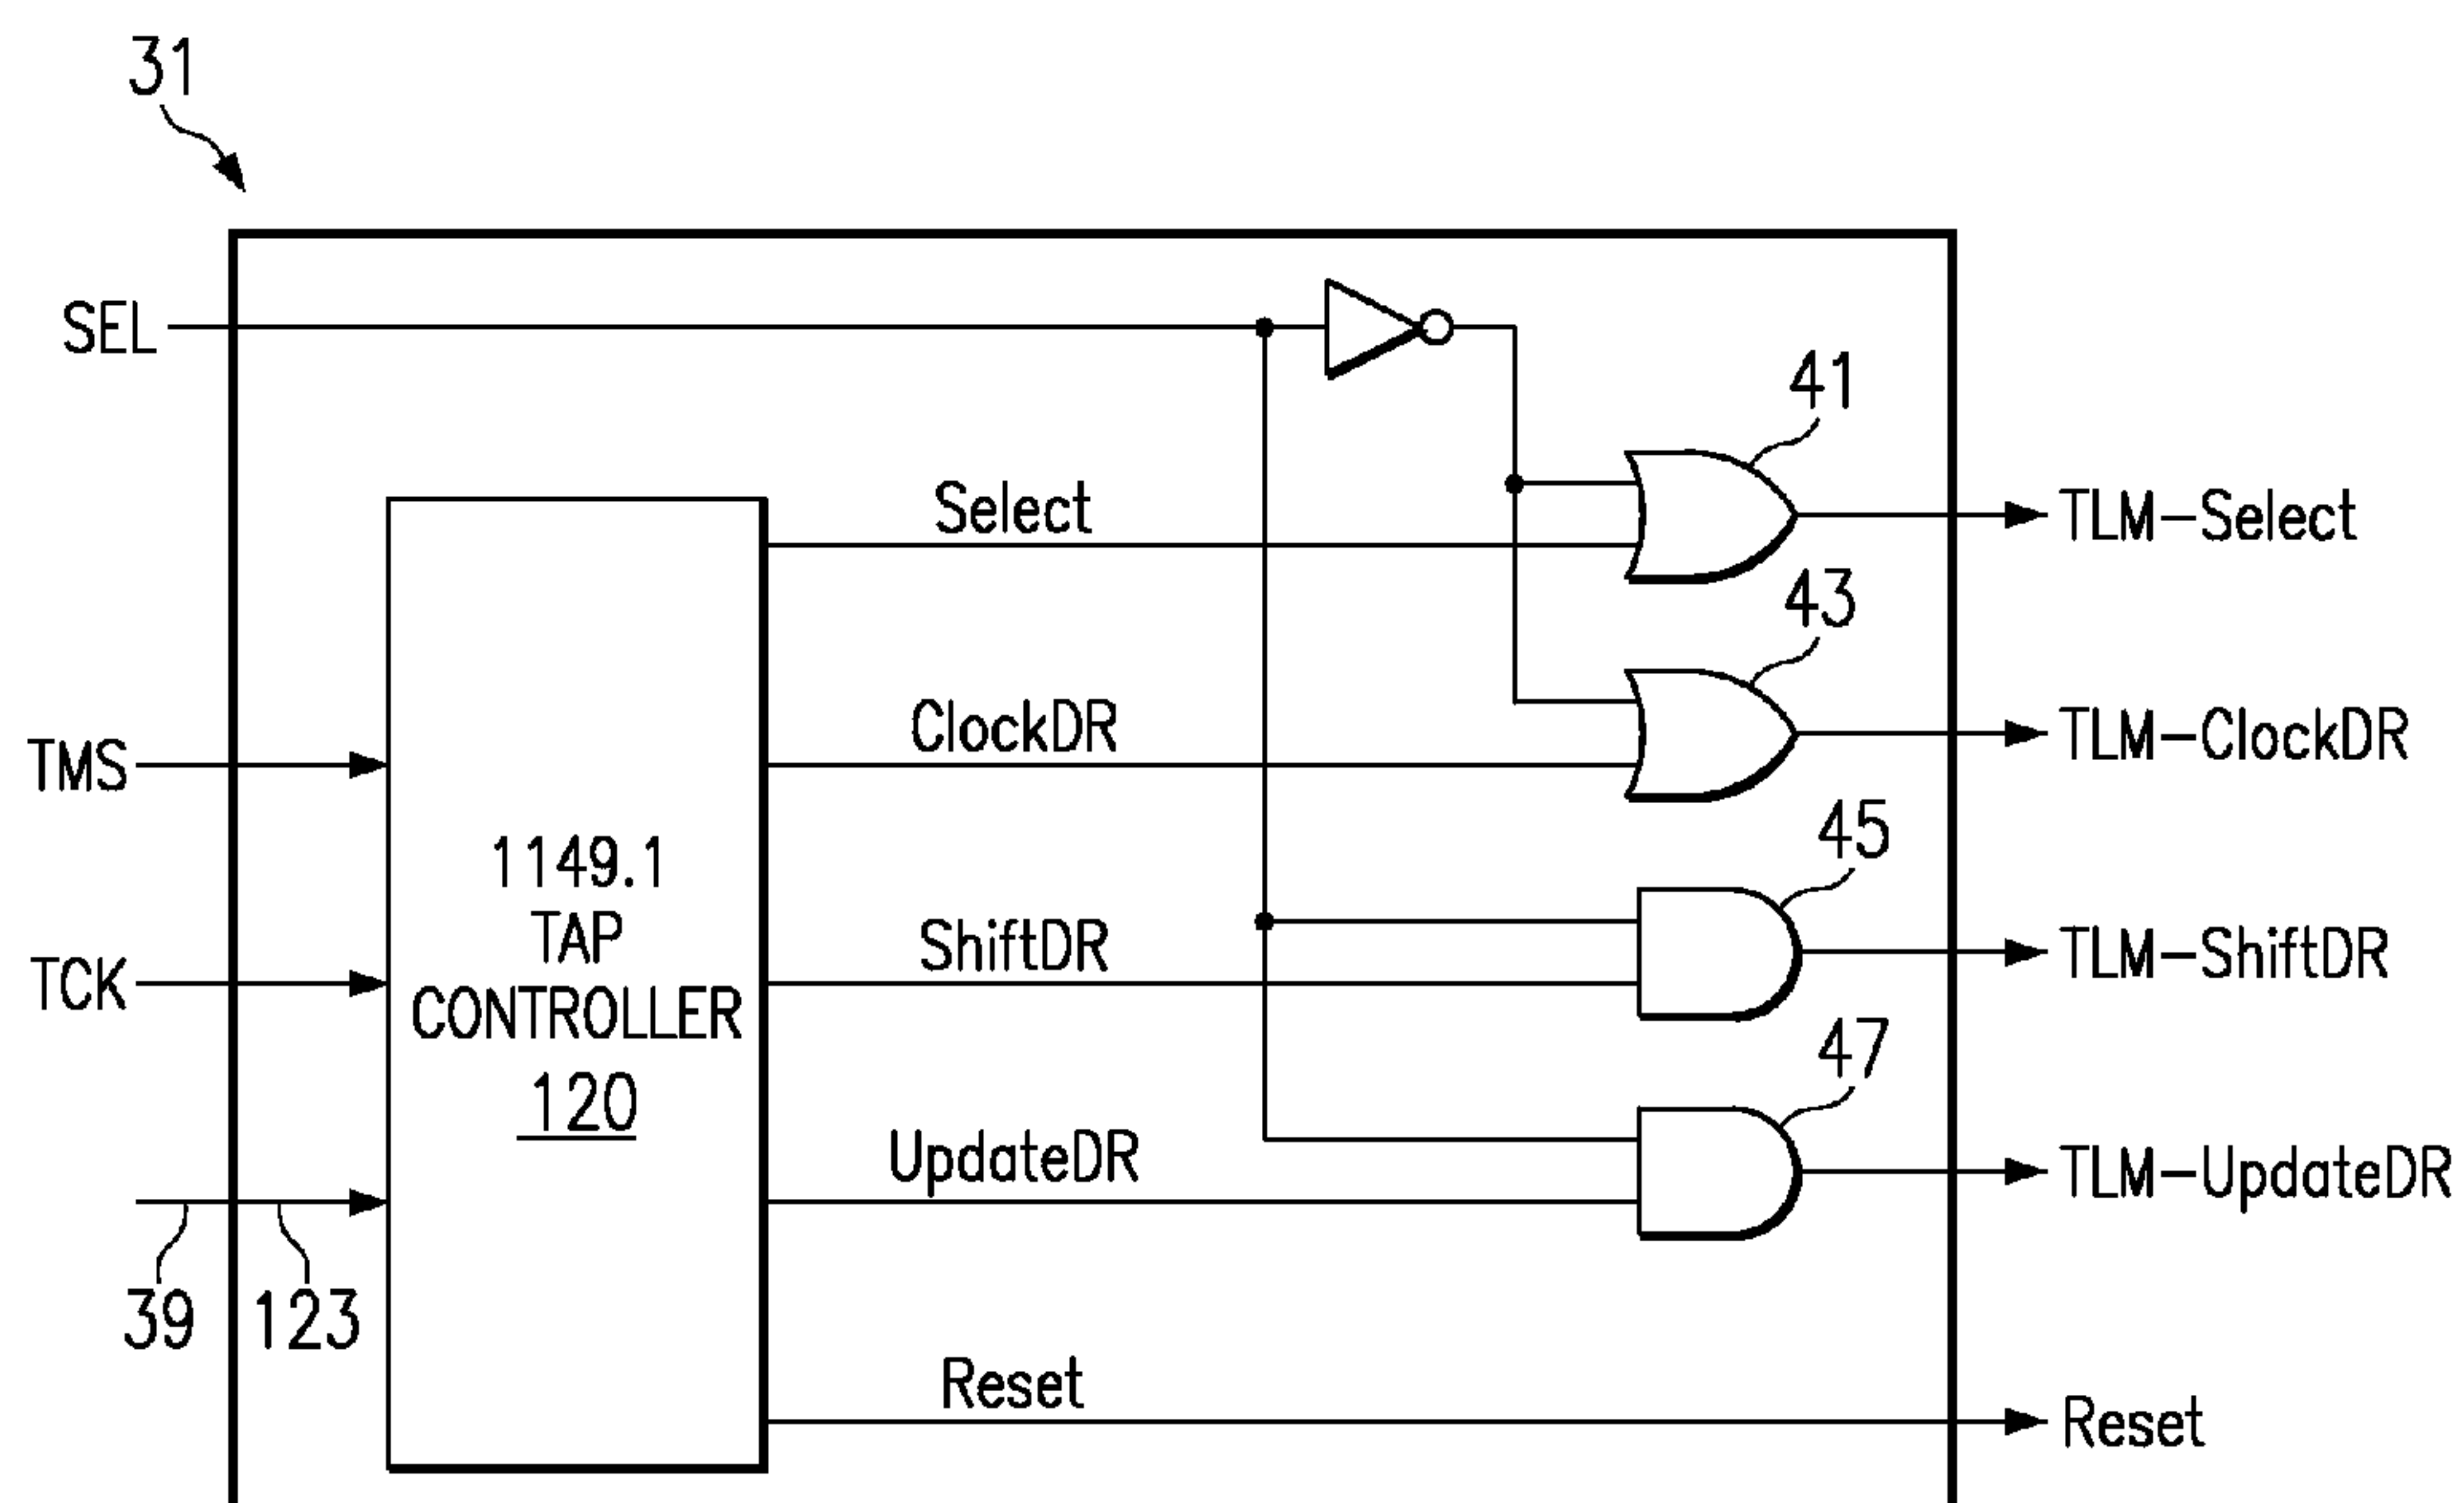 31
SEL
41
Select
TLM-Select
43
ClockDR
TLM-ClockDR
TMS
45
1149.1
TAP
CONTROLLER
120
ShiftDR
TLM-ShiftDR
TCK
47
UpdateDR
TLM-UpdateDR
39
123
Reset
Reset